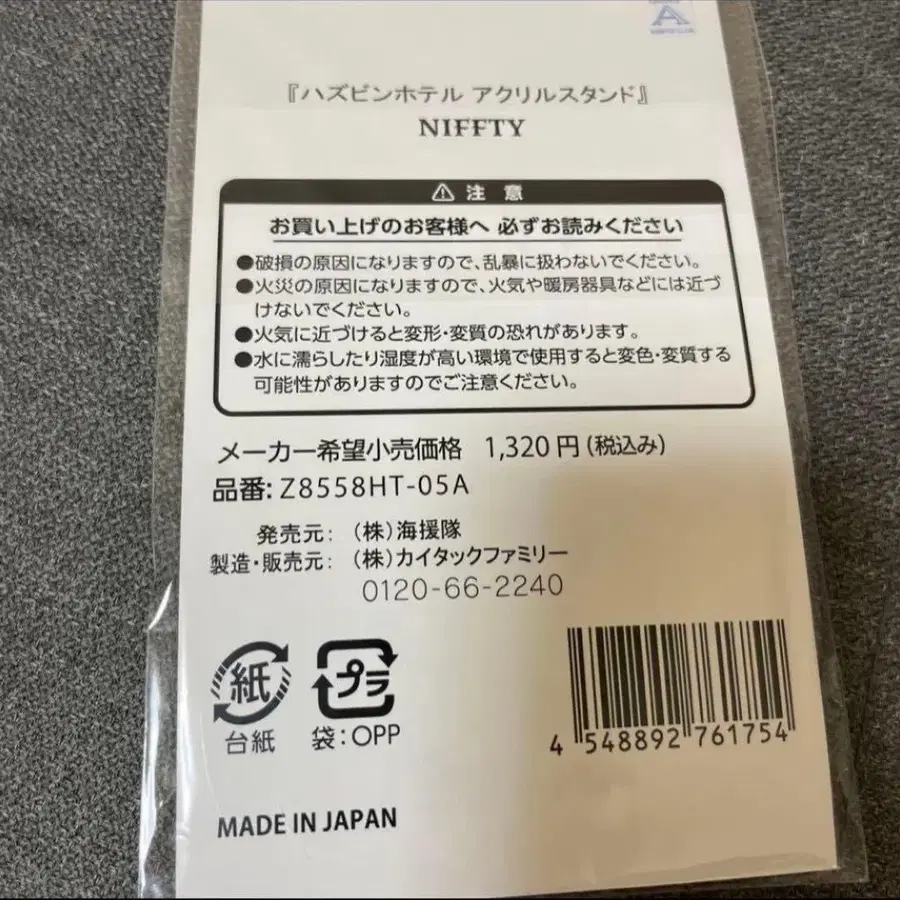 A
『ハズビンホテル アクリルスタンド』
NIFFTY
⚠ 注 意
お買い上げのお客様へ 必ずお読みください
●破損の原因になりますので、乱暴に扱わないでください。
●火災の原因になりますので、火気や暖房器具などには近づ
けないでください。
●火気に近づけると変形・変質の恐れがあります。
●水に濡らしたり湿度が高い環境で使用すると変色・変質する
可能性がありますのでご注意ください。
メーカー希望小売価格 1,320円(税込み)
品番: Z8558HT-05A
発売元: (株)海援隊
製造・販売元: (株)カイタックファミリー
0120-66-2240
紙
台紙
プラ
袋:OPP
4 548892 761754
MADE IN JAPAN